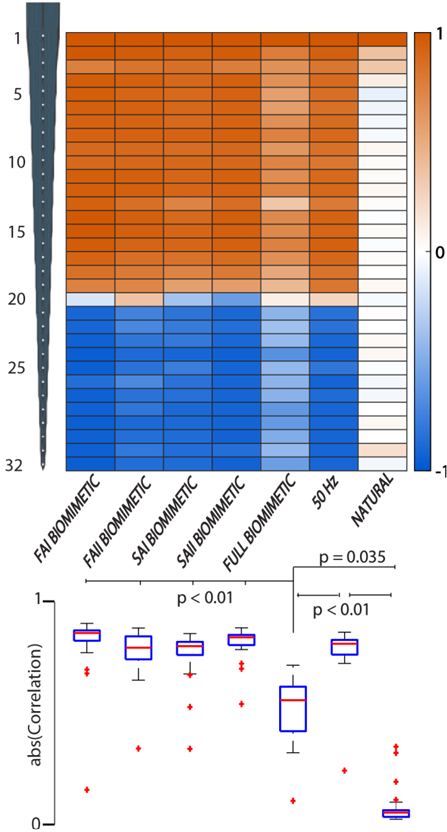 1
5
10
15
20
25
32
1
0
-1
FAI BIOMIMETIC
FAII BIOMIMETIC
SAI BIOMIMETIC
SAII BIOMIMETIC
FULL BIOMIMETIC
50 Hz
NATURAL
p = 0.035
p < 0.01
p < 0.01
1
abs(Correlation)
0